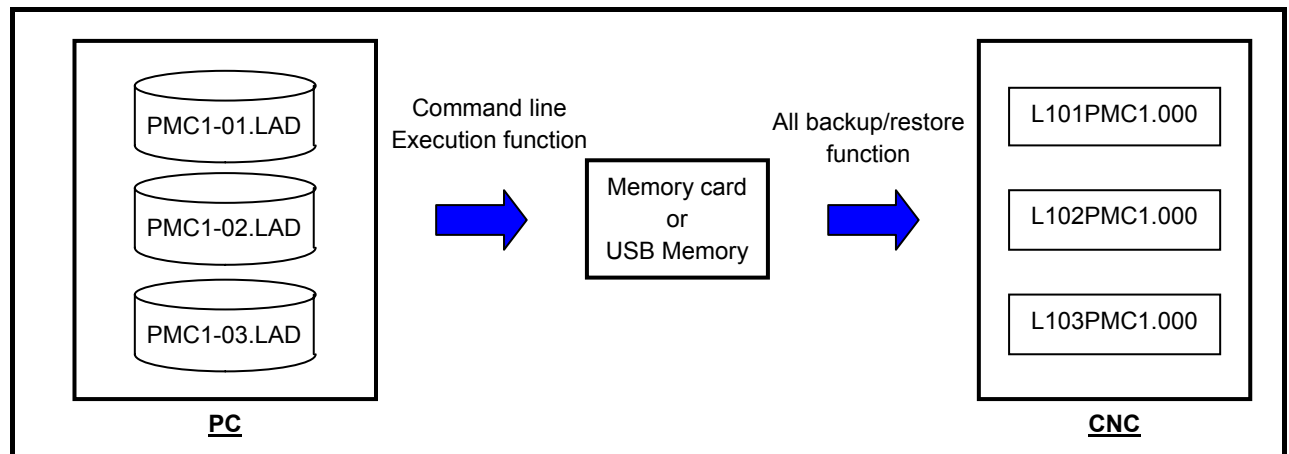 PMC1-01.LAD
PMC1-02.LAD
PMC1-03.LAD
PC
Command line
Execution function
Memory card
or
USB Memory
All backup/restore
function
L101PMC1.000
L102PMC1.000
L103PMC1.000
CNC